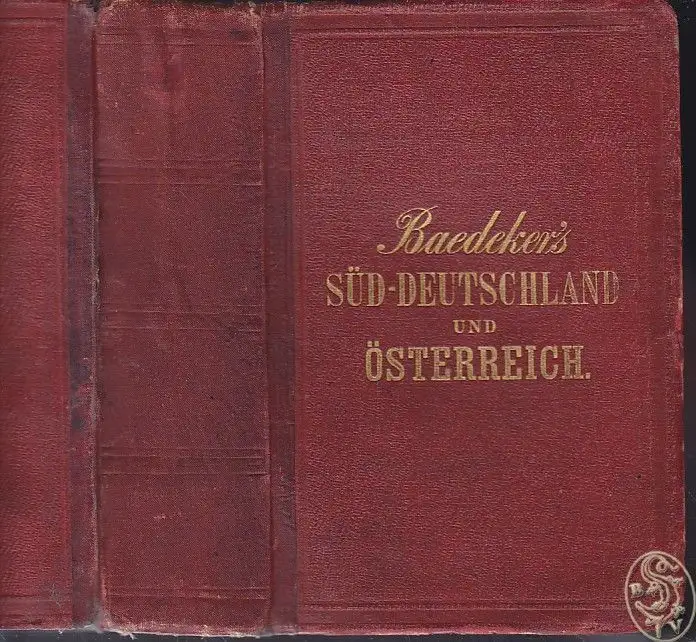 Baedeker's
SÜD-DEUTSCHLAND
UND
ÖSTERREICH.